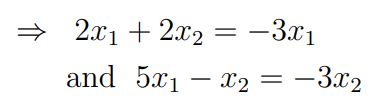 ⇒ 2x₁ + 2x₂ = −3x₁
and 5x₁ − x₂ = −3x₂